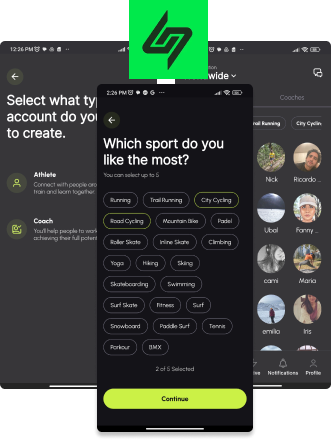 12:26 PM
Select what typ
account do you
to create.
Athlete
Connect with people aro
train and learn together
Coach
You'll help people to work
achieving their full potenti
wide
Coaches
Trail Running
City Cyclin
Nick
Ricardo ...
Ubal
Fanny ...
cami
Maria
emilia
Iris
Notifications
Profile
2:26 PM
Which sport do you
like the most?
You can select up to 5
Running
Trail Running
City Cycling
Road Cycling
Mountain Bike
Padel
Roller Skate
Inline Skate
Climbing
Yoga
Hiking
Skiing
Skateboarding
Swimming
Surf Skate
Fitness
Surf
Snowboard
Paddle Surf
Tennis
Parkour
BMX
2 of 5 Selected
Continue